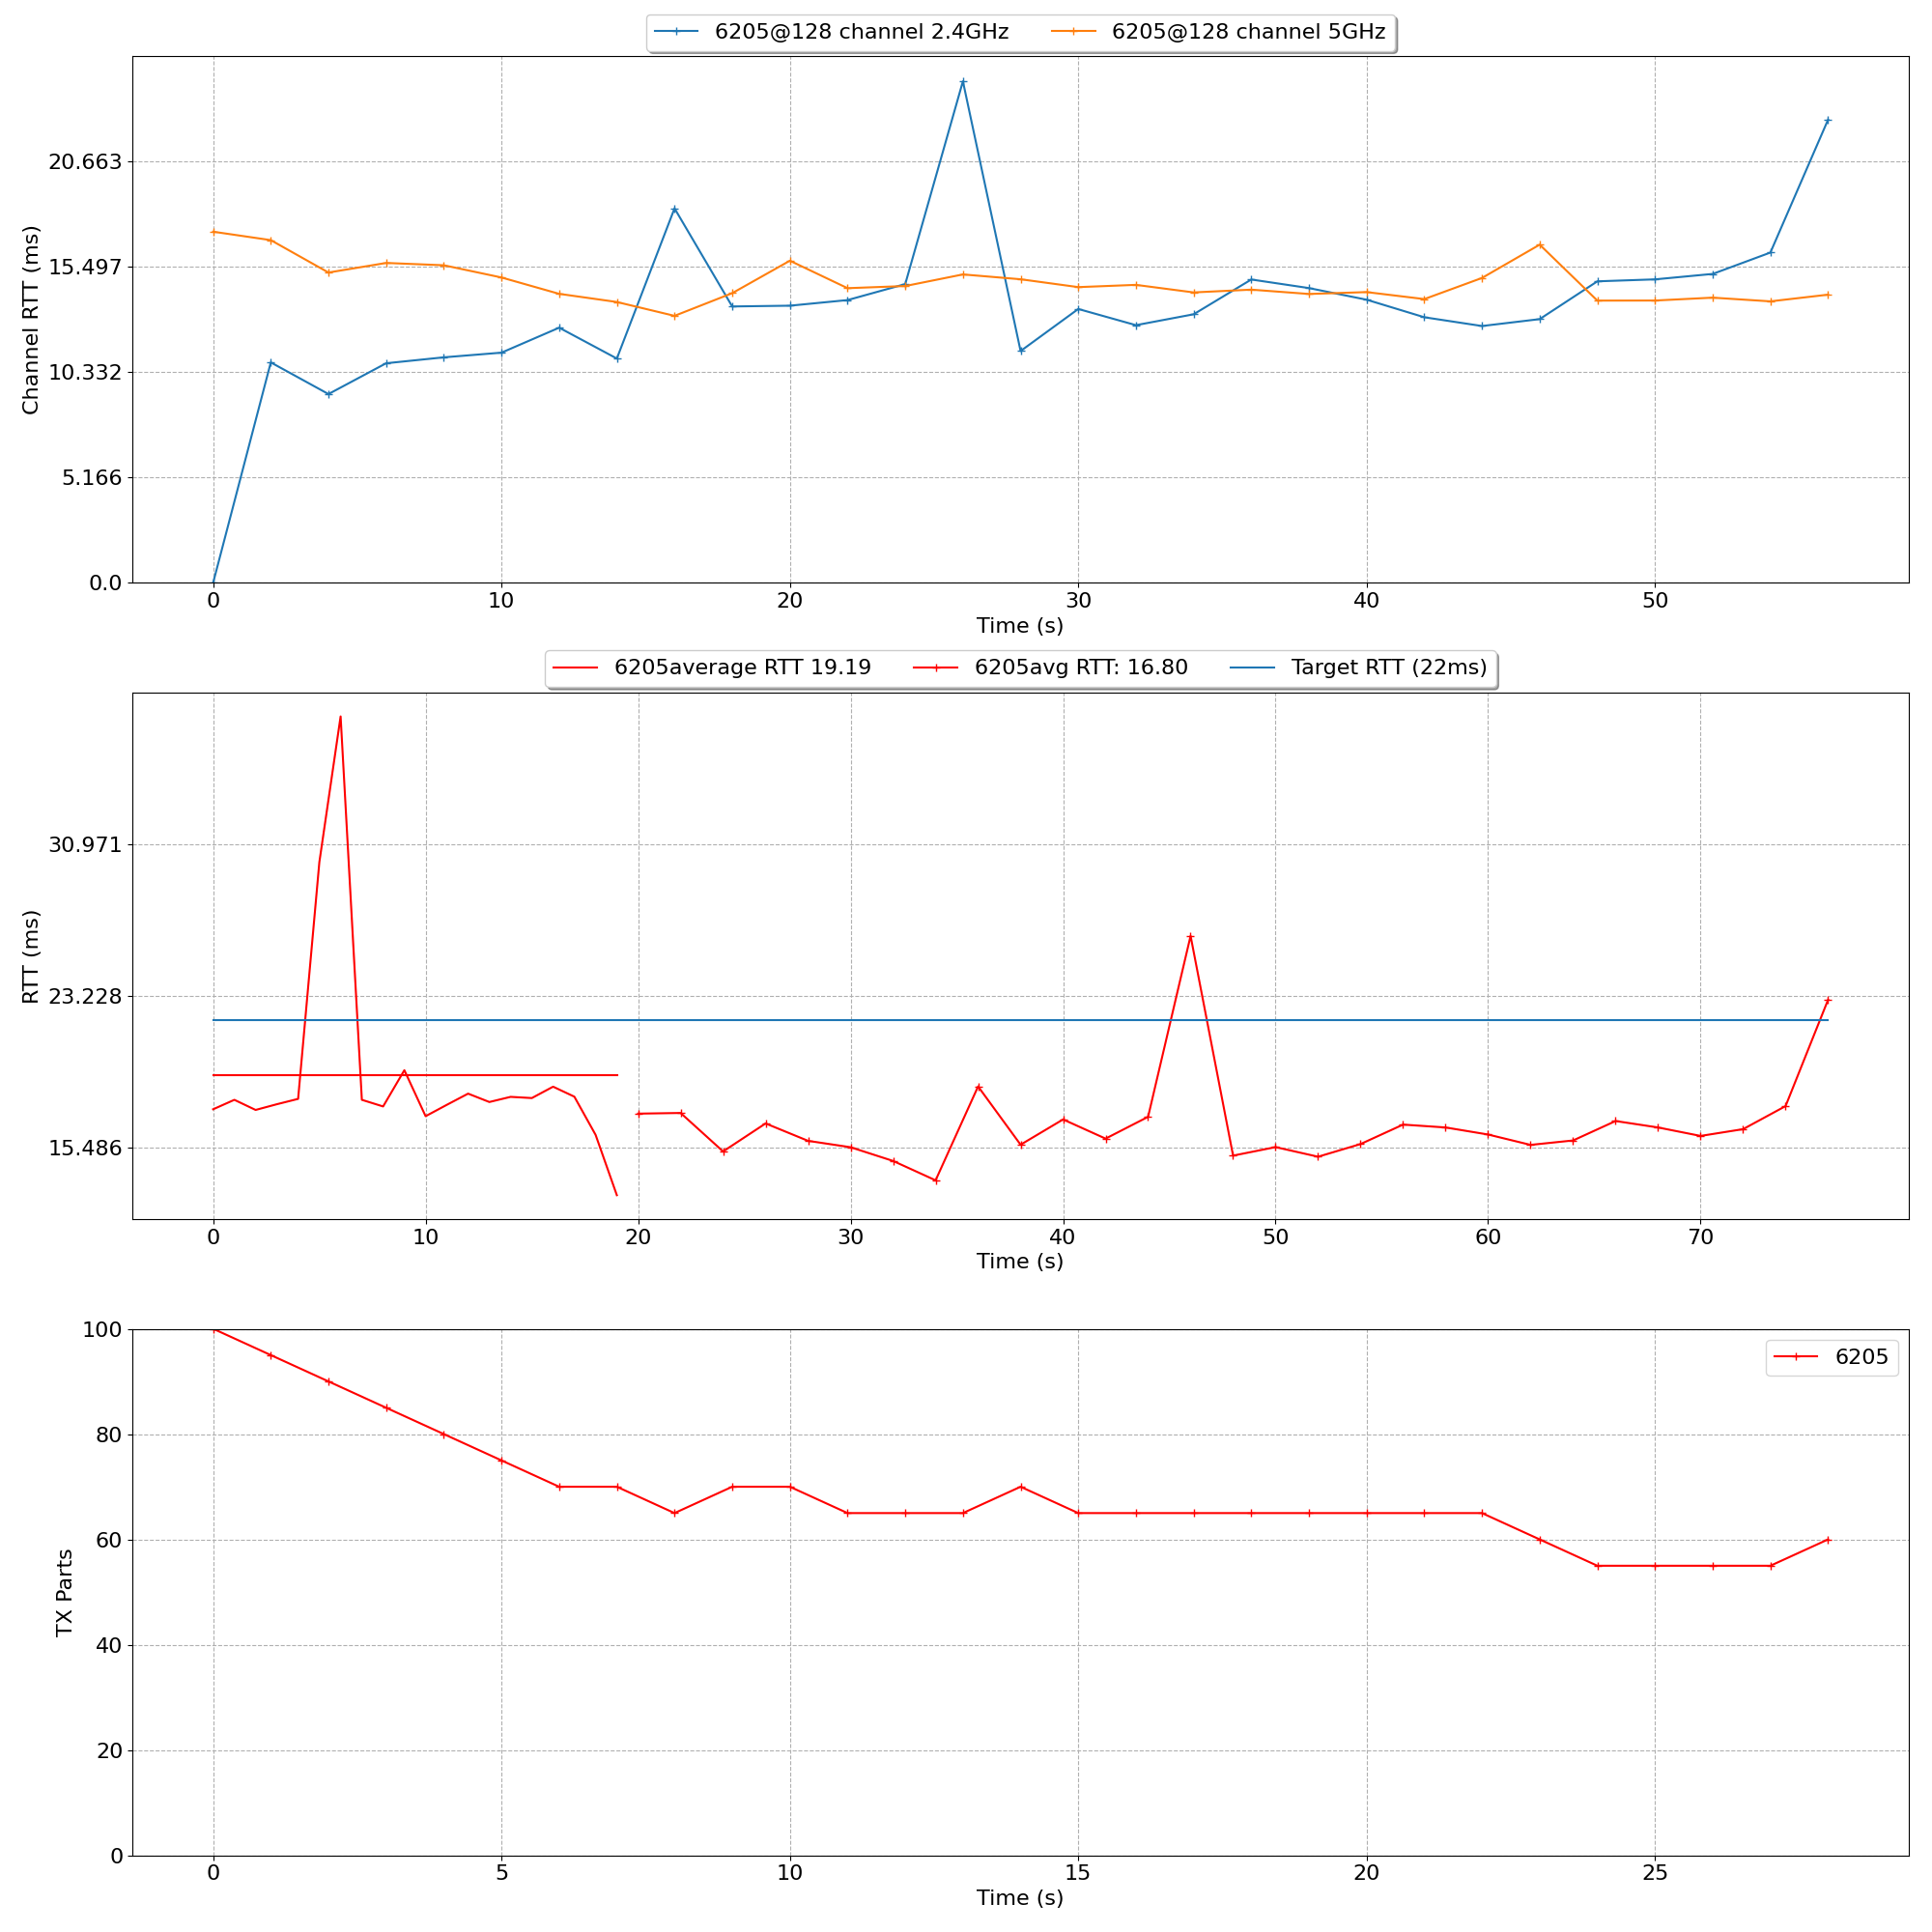 6205@128 channel 2.4GHz 6205@128 channel 5GHz
20.663
15.497
10.332
5.166
0.0
Channel RTT (ms)
0 10 20 30 40 50
Time (s)
6205average RTT 19.19 6205avg RTT: 16.80 Target RTT (22ms)
30.971
23.228
15.486
RTT (ms)
0 10 20 30 40 50 60 70
Time (s)
6205
100
80
60
40
20
0
TX Parts
0 5 10 15 20 25
Time (s)